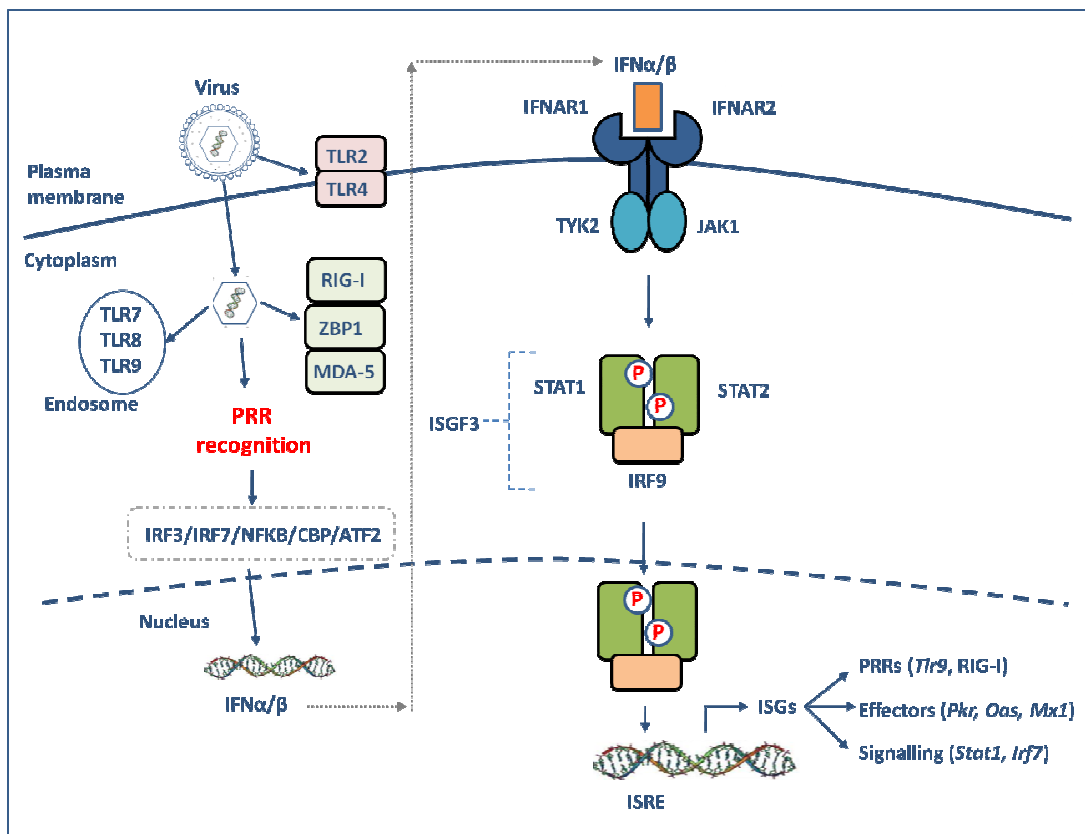 Virus
Plasma
membrane
TLR2
TLR4
Cytoplasm
TLR7
TLR8
TLR9
Endosome
RIG-I
ZBP1
MDA-5
PRR
recognition
IRF3/IRF7/NFKB/CBP/ATF2
Nucleus
IFNα/β
IFNα/β
IFNAR1
IFNAR2
TYK2
JAK1
STAT1
P
P
STAT2
ISGF3
IRF9
P
P
ISRE
ISGs
PRRs (Tlr9, RIG-I)
Effectors (Pkr, Oas, Mx1)
Signalling (Stat1, Irf7)